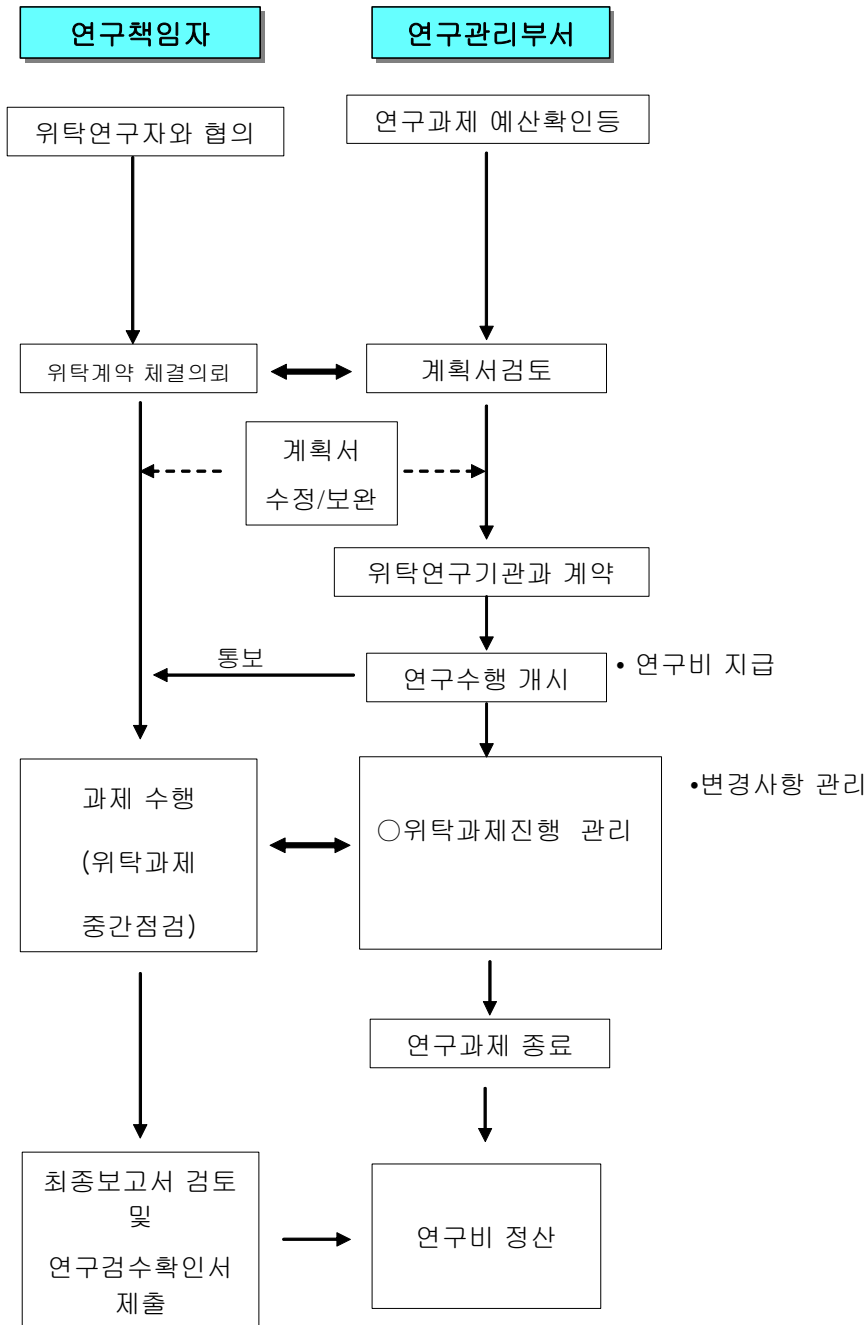 연구책임자
연구관리부서
위탁연구자와 협의
연구과제 예산확인등
위탁계약 체결의뢰
계획서검토
계획서
수정/보완
위탁연구기관과 계약
통보
연구수행 개시
• 연구비 지급
과제 수행
(위탁과제
중간점검)
○위탁과제진행 관리
•변경사항 관리
연구과제 종료
최종보고서 검토
및
연구검수확인서
제출
연구비 정산